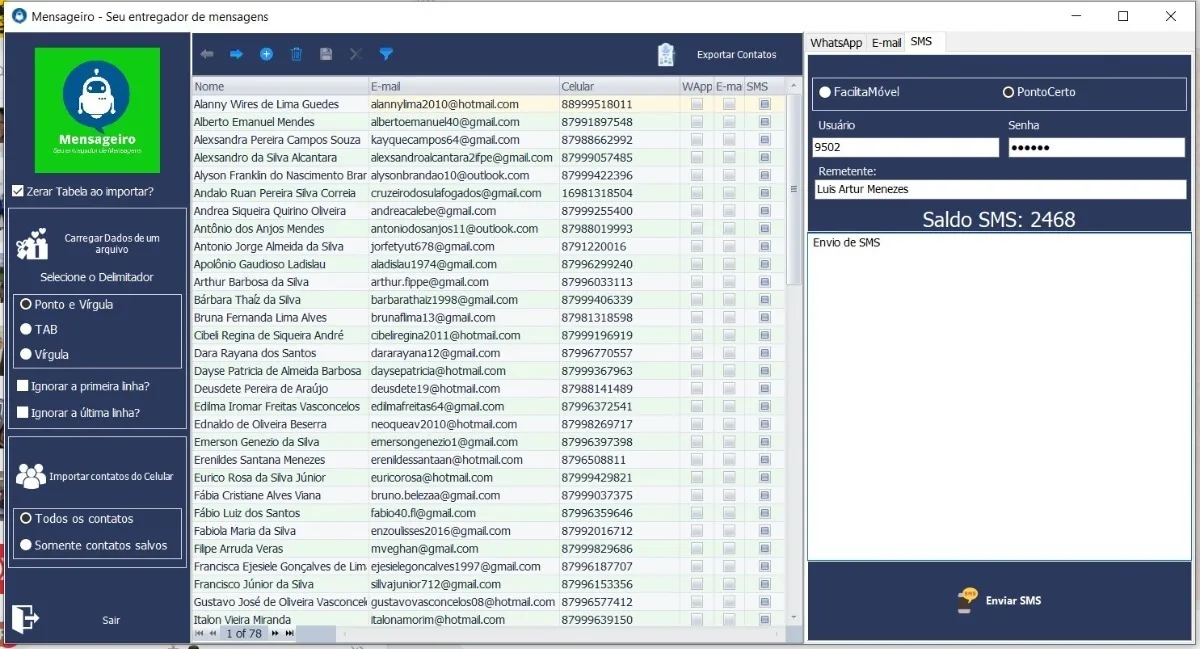 Mensageiro - Seu entregador de mensagens
Mensageiro
Seu entregador de Mensagens
Zerar Tabela ao importar?
Carregar Dados de um
arquivo
Selecione o Delimitador
Ponto e Vírgula
TAB
Vírgula
Ignorar a primeira linha?
Ignorar a última linha?
Importar contatos do Celular
Todos os contatos
Somente contatos salvos
Sair
Exportar Contatos
Nome E-mail Celular WApp E-ma SMS
Alanny Wires de Lima Guedes alannylima2010@hotmail.com 88999518011
Alberto Emanuel Mendes albertoemanuel40@gmail.com 87991897548
Alexsandra Pereira Campos Souza kayquecampos64@gmail.com 87988662992
Alexsandro da Silva Alcantara alexsandroalcantara2ifpe@gmail.com 87999057485
Alyson Franklin do Nascimento Brar alysonbrandao10@outlook.com 87999422396
Andalo Ruan Pereira Silva Correia cruzeirodosulafogados@gmail.com 16981318504
Andrea Siqueira Quirino Oliveira andreacalebe@gmail.com 87999255400
Antônio dos Anjos Mendes antoniodosanjos11@outlook.com 87988019993
Antonio Jorge Almeida da Silva jorfetyut678@gmail.com 8791220016
Apolônio Gaudioso Ladislau aladislau1974@gmail.com 87996299240
Arthur Barbosa da Silva arthur.fippe@gmail.com 87996033113
Bárbara Thaíz da Silva barbarathaiz1998@gmail.com 87999406339
Bruna Fernanda Lima Alves brunaflima13@gmail.com 87981318598
Cibeli Regina de Siqueira André cibeliregina2011@hotmail.com 87999196919
Dara Rayana dos Santos dararayana12@gmail.com 87996770557
Dayse Patricia de Almeida Barbosa daysepatricia@hotmail.com 87999367963
Deusdete Pereira de Araújo deusdete19@hotmail.com 87988141489
Edilma Iromar Freitas Vasconcelos edilmafreitas64@gmail.com 87996372541
Ednaldo de Oliveira Beserra neoqueav2010@hotmail.com 87998269717
Emerson Genezio da Silva emersongenezio1@gmail.com 87996397398
Erenildes Santana Menezes erenildessantaan@hotmail.com 8796508811
Eurico Rosa da Silva Júnior euricorosa@hotmail.com 87999429821
Fábia Cristiane Alves Viana bruno.belezaa@gmail.com 87999037375
Fábio Luiz dos Santos fabio40.fl@gmail.com 87996359646
Fabiola Maria da Silva enzoulisses2016@gmail.com 87992016712
Filipe Arruda Veras mveghan@gmail.com 87999829686
Francisca Ejesiele Gonçalves de Lim ejesielegoncalves1997@gmail.com 87996187707
Francisco Júnior da Silva sillvajunior712@gmail.com 87996153356
Gustavo José de Oliveira Vasconcel gustavovasconcelos08@hotmail.com 87996577412
Italon Vieira Miranda italonamorim@hotmail.com 87999639150
1 of 78
WhatsApp E-mail SMS
FacilitaMóvel PontoCerto
Usuário Senha
9502 ●●●●●●
Remetente:
Luis Artur Menezes
Saldo SMS: 2468
Envio de SMS
SMS
Enviar SMS